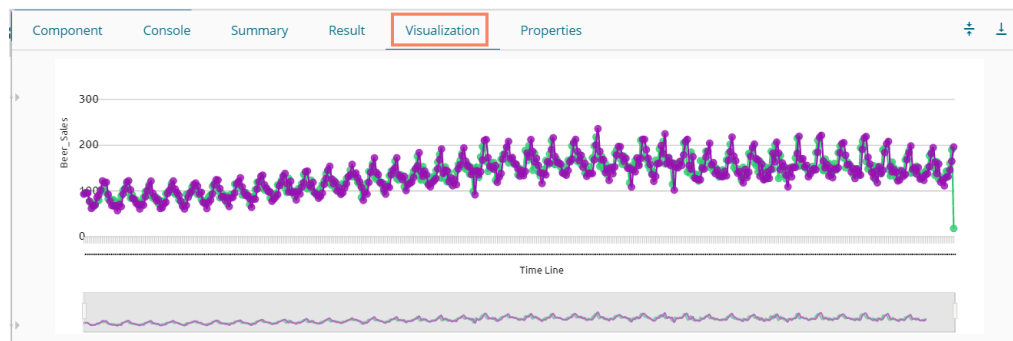 Component Console Summary Result Visualization Properties
300
Beer_Sales
200
100
0
Time Line